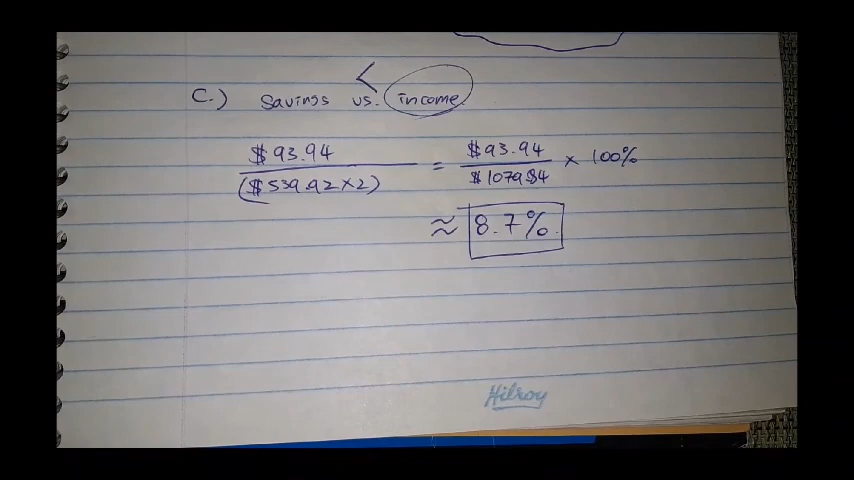 <
C.) Savings vs. income
$93.94 / ($539.92 × 2) = $93.94 / $1079.84 × 100%
≈ 8.7%.
Hilroy